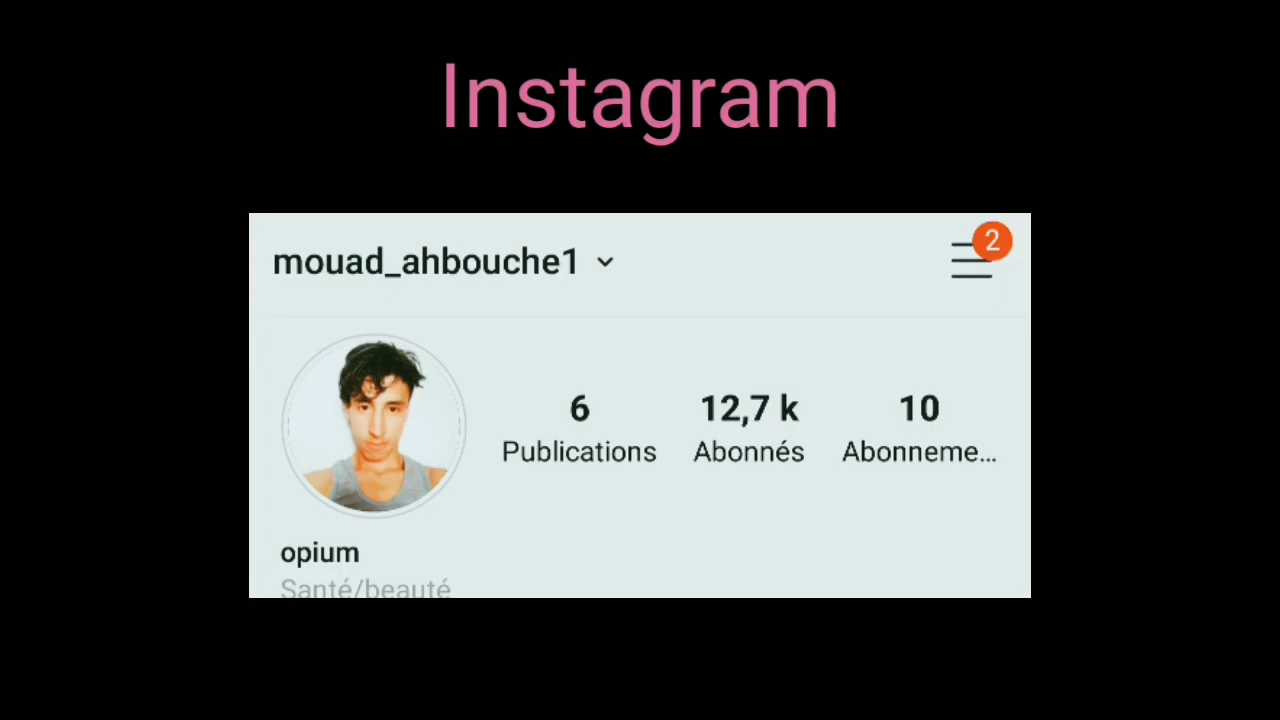 Instagram
mouad_ahbouche1
2
6 12,7 k 10
Publications Abonnés Abonneme...
opium
Santé/beauté